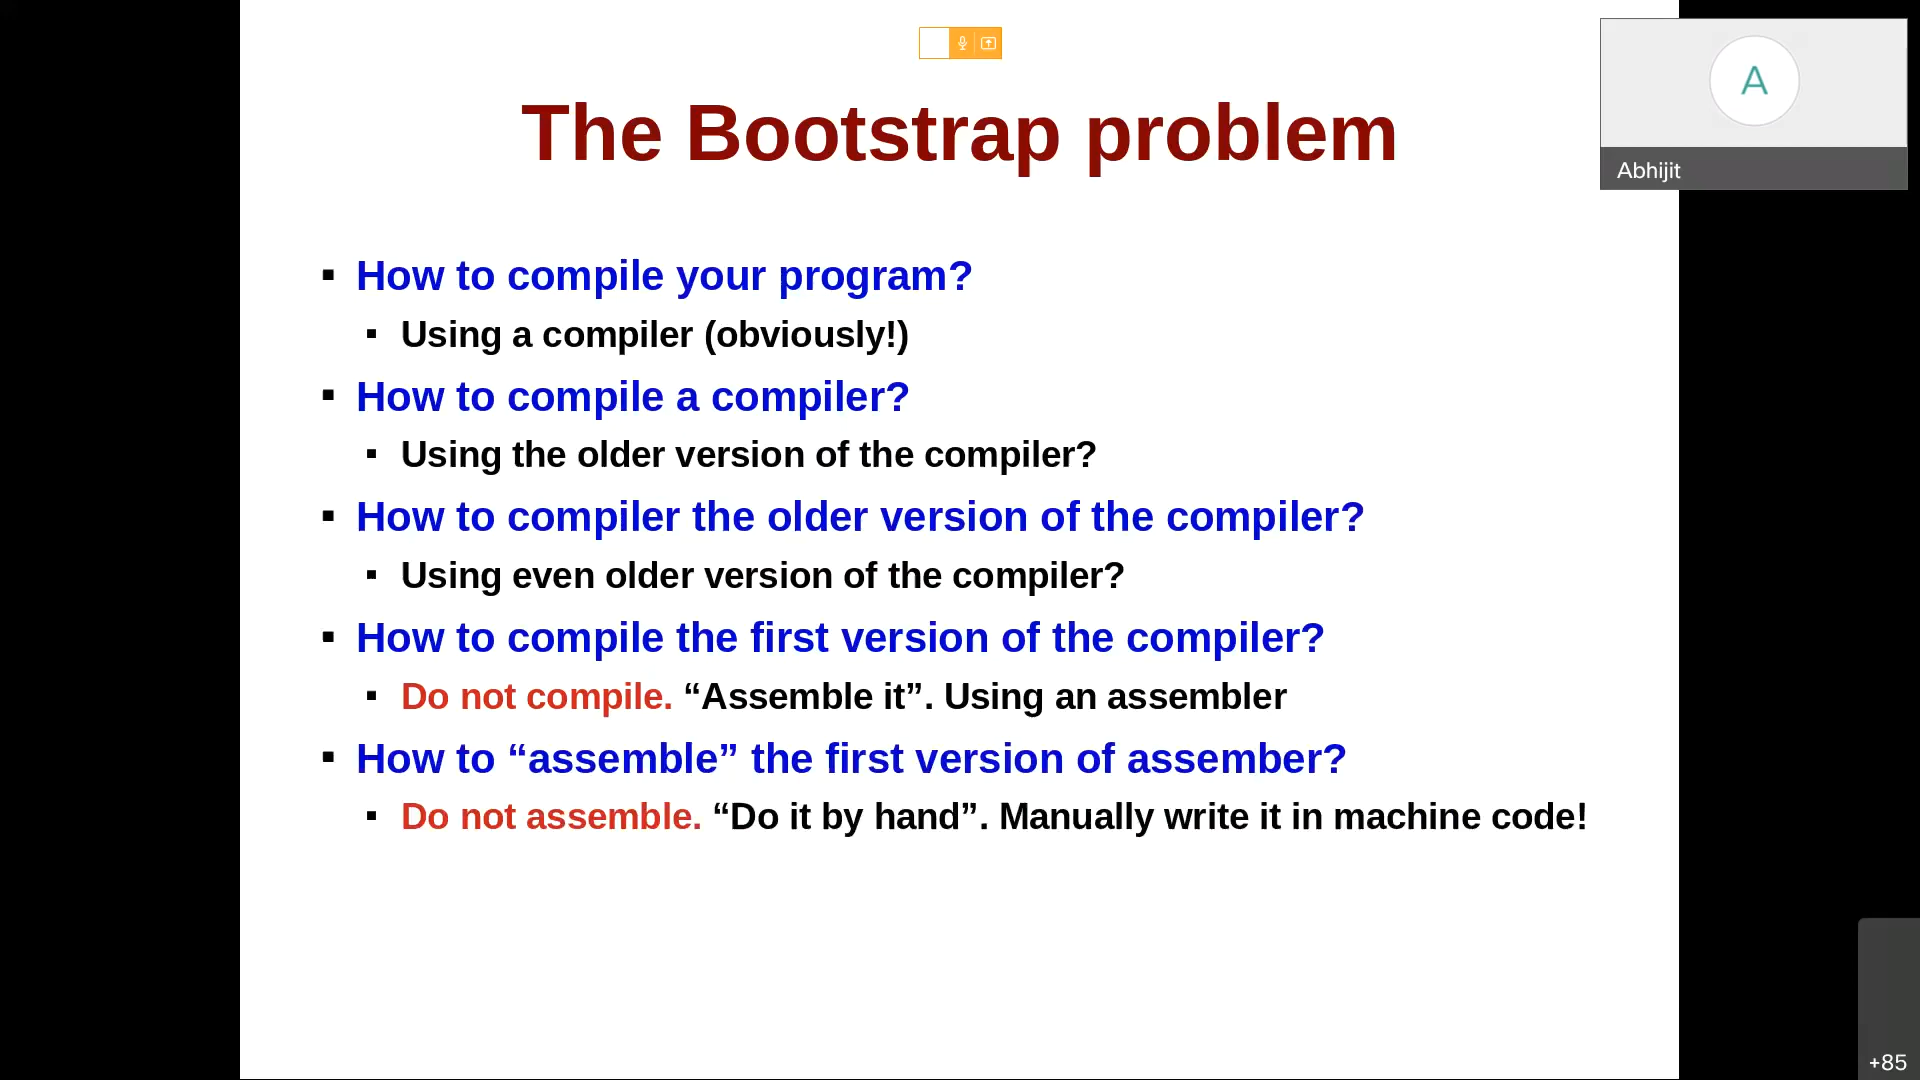 The Bootstrap problem
A
Abhijit
▪ How to compile your program?
▪ Using a compiler (obviously!)
▪ How to compile a compiler?
▪ Using the older version of the compiler?
▪ How to compiler the older version of the compiler?
▪ Using even older version of the compiler?
▪ How to compile the first version of the compiler?
▪ Do not compile. “Assemble it”. Using an assembler
▪ How to “assemble” the first version of assember?
▪ Do not assemble. “Do it by hand”. Manually write it in machine code!
+85